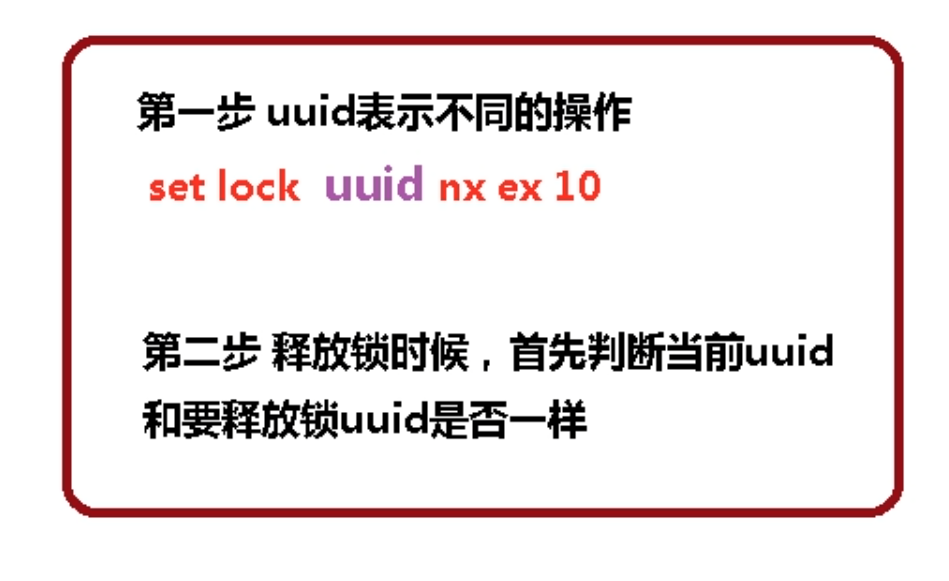 第一步 uuid表示不同的操作
set lock uuid nx ex 10
第二步 释放锁时候，首先判断当前uuid
和要释放锁uuid是否一样